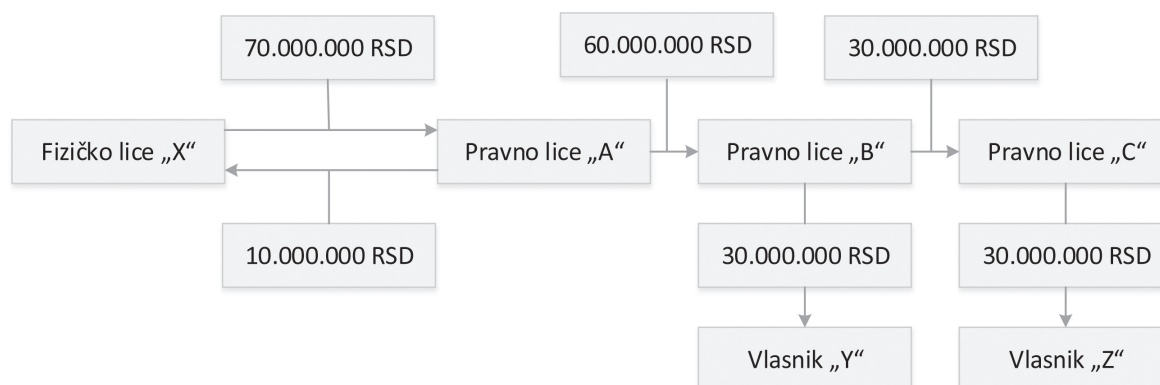 70.000.000 RSD
60.000.000 RSD
30.000.000 RSD
Fizičko lice „X“
Pravno lice „A“
Pravno lice „B“
Pravno lice „C“
10.000.000 RSD
30.000.000 RSD
30.000.000 RSD
Vlasnik „Y“
Vlasnik „Z“